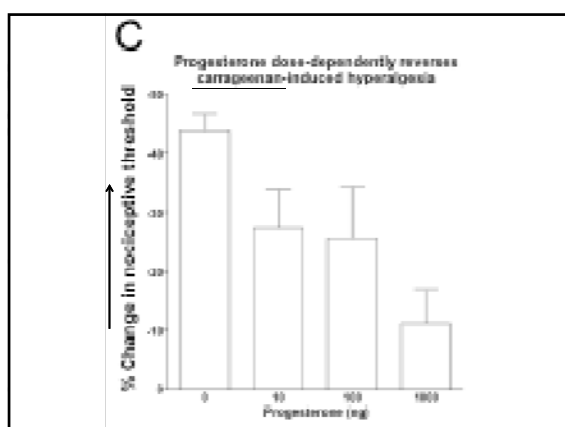 C
Progesterone dose-dependently reverses
carrageenan-induced hyperalgesia
% Change in nociceptive threshold
-50
-40
-30
-20
-10
0
0 10 100 1000
Progesterone (ng)